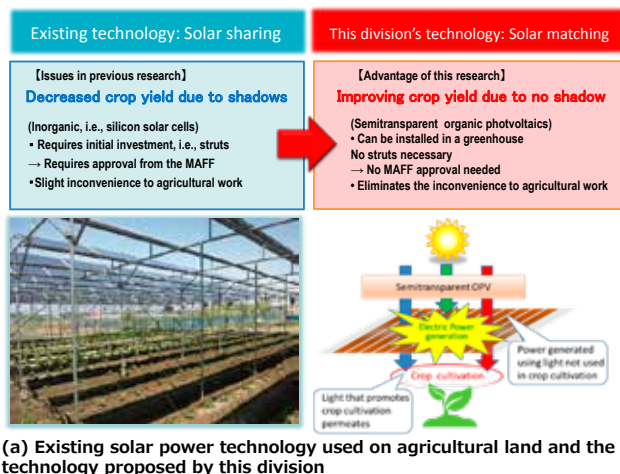 Existing technology: Solar sharing
This division's technology: Solar matching
【Issues in previous research】
Decreased crop yield due to shadows
(Inorganic, i.e., silicon solar cells)
• Requires initial investment, i.e., struts
→ Requires approval from the MAFF
•Slight inconvenience to agricultural work
【Advantage of this research】
Improving crop yield due to no shadow
(Semitransparent organic photvoltaics)
• Can be installed in a greenhouse
No struts necessary
→ No MAFF approval needed
• Eliminates the inconvenience to agricultural work
Semitransparent OPV
Electric Power
generation
Power generated
using light not used
in crop cultivation
Crop cultivation
Light that promotes
crop cultivation
permeates
(a) Existing solar power technology used on agricultural land and the
technology proposed by this division